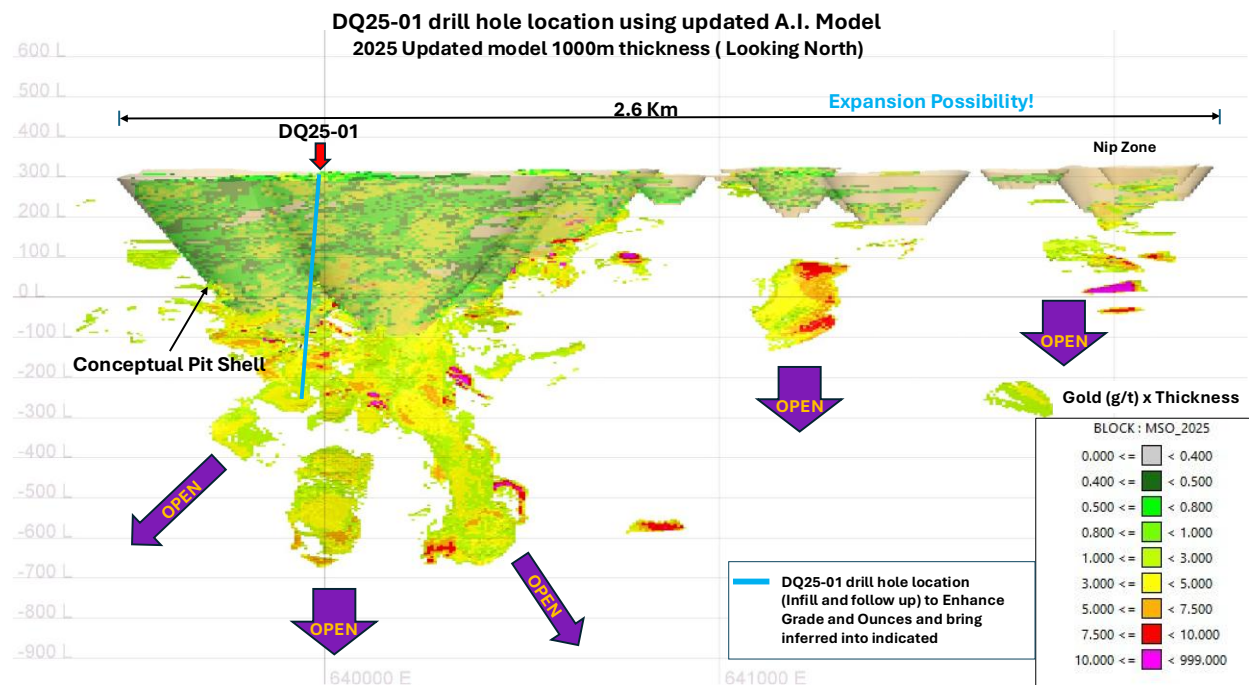 DQ25-01 drill hole location using updated A.I. Model
2025 Updated model 1000m thickness ( Looking North)
600 L
500 L
400 L
300 L
200 L
100 L
0 L
-100 L
-200 L
-300 L
-400 L
-500 L
-600 L
-700 L
-800 L
-900 L
Expansion Possibility!
2.6 Km
DQ25-01
Nip Zone
Conceptual Pit Shell
OPEN
OPEN
OPEN
OPEN
OPEN
Gold (g/t) x Thickness
BLOCK : MSO_2025
0.000 <= < 0.400
0.400 <= < 0.500
0.500 <= < 0.800
0.800 <= < 1.000
1.000 <= < 3.000
3.000 <= < 5.000
5.000 <= < 7.500
7.500 <= < 10.000
10.000 <= < 999.000
DQ25-01 drill hole location
(Infill and follow up) to Enhance
Grade and Ounces and bring
inferred into indicated
640000 E
641000 E